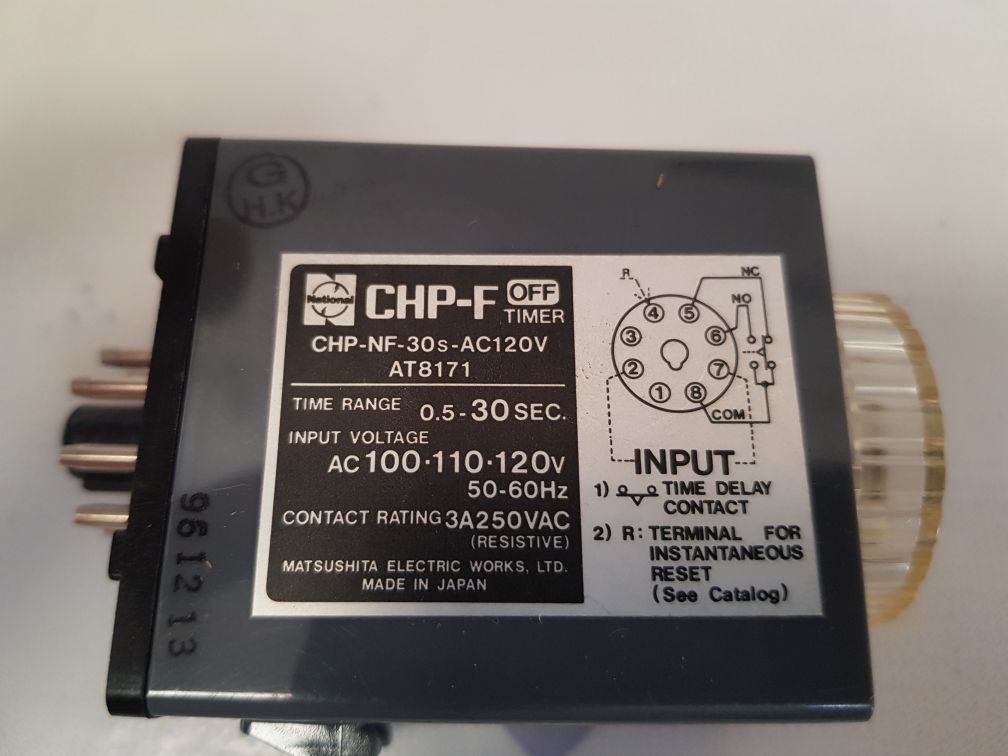 G
H.K
National
CHP-F OFF
TIMER
CHP-NF-30s-AC120V
AT8171
TIME RANGE 0.5-30 SEC.
INPUT VOLTAGE
AC 100·110·120V
50-60Hz
CONTACT RATING 3A250VAC
(RESISTIVE)
MATSUSHITA ELECTRIC WORKS, LTD.
MADE IN JAPAN
R NC
NO
4 5
3 6
2 7
1 8
COM
INPUT
1) TIME DELAY
CONTACT
2) R: TERMINAL FOR
INSTANTANEOUS
RESET
(See Catalog)
961213